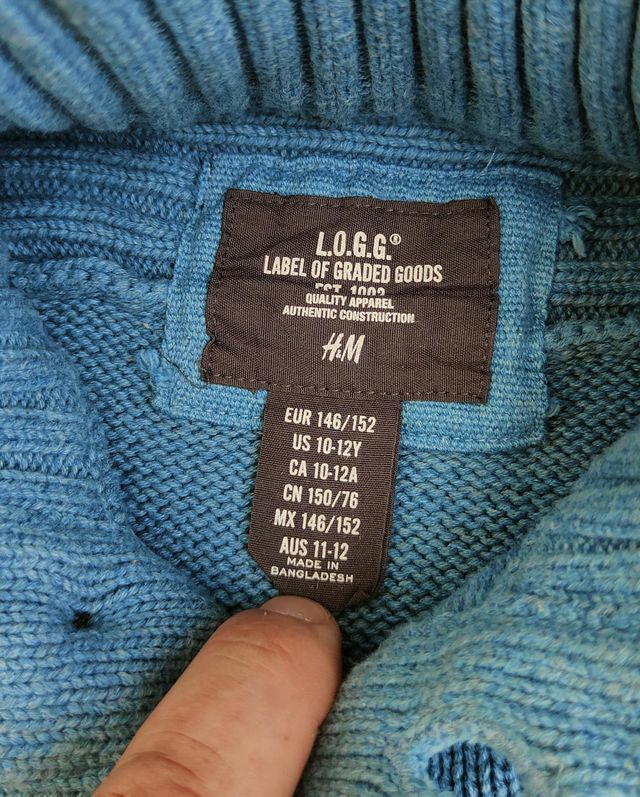 L.O.G.G.®
LABEL OF GRADED GOODS
EST.
QUALITY APPAREL
AUTHENTIC CONSTRUCTION
H&M
EUR 146/152
US 10-12Y
CA 10-12A
CN 150/76
MX 146/152
AUS 11-12
MADE IN
BANGLADESH